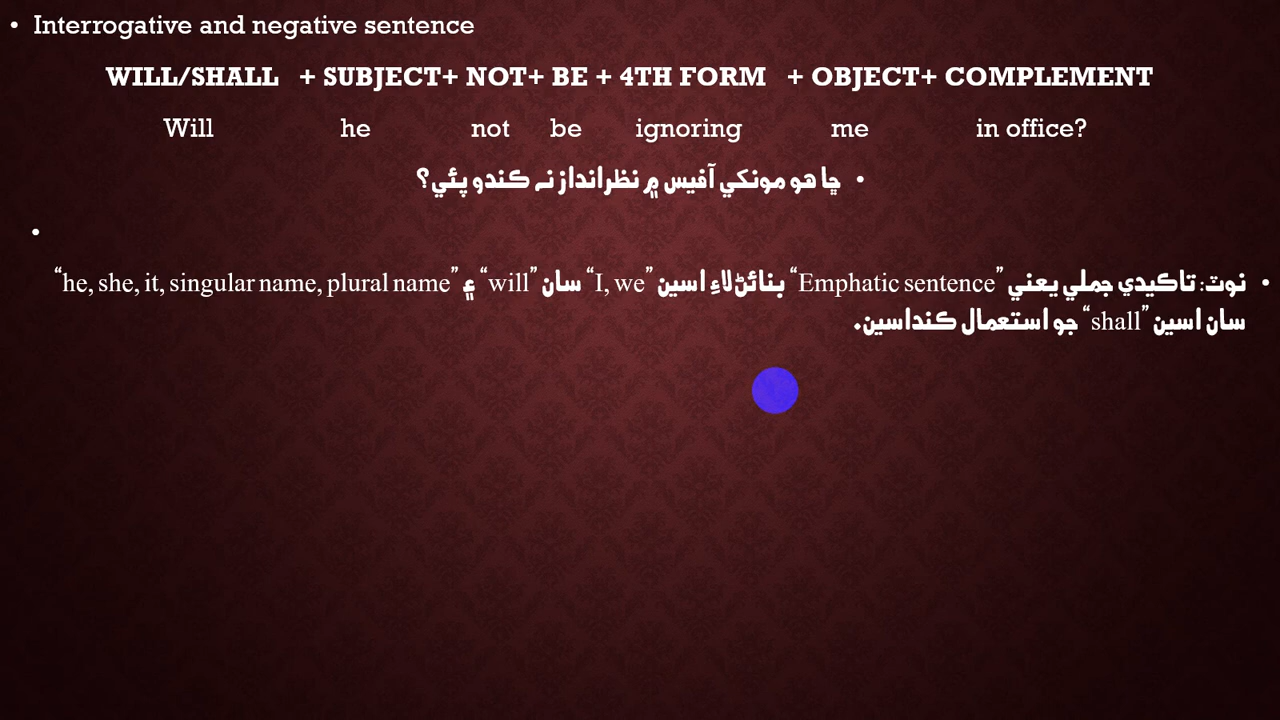 • Interrogative and negative sentence
WILL/SHALL + SUBJECT+ NOT+ BE + 4TH FORM + OBJECT+ COMPLEMENT
Will he not be ignoring me in office?
• ڇا هو مونکي آفيس ۾ نظرانداز نہ ڪندو پئي؟
•
• نوٽ: تاڪيدي جملي يعني ”Emphatic sentence“ بنائڻ لاءِ اسين ”I, we“ سان ”will“ ۽ ”he, she, it, singular name, plural name“
سان اسين ”shall“ جو استعمال ڪنداسين.